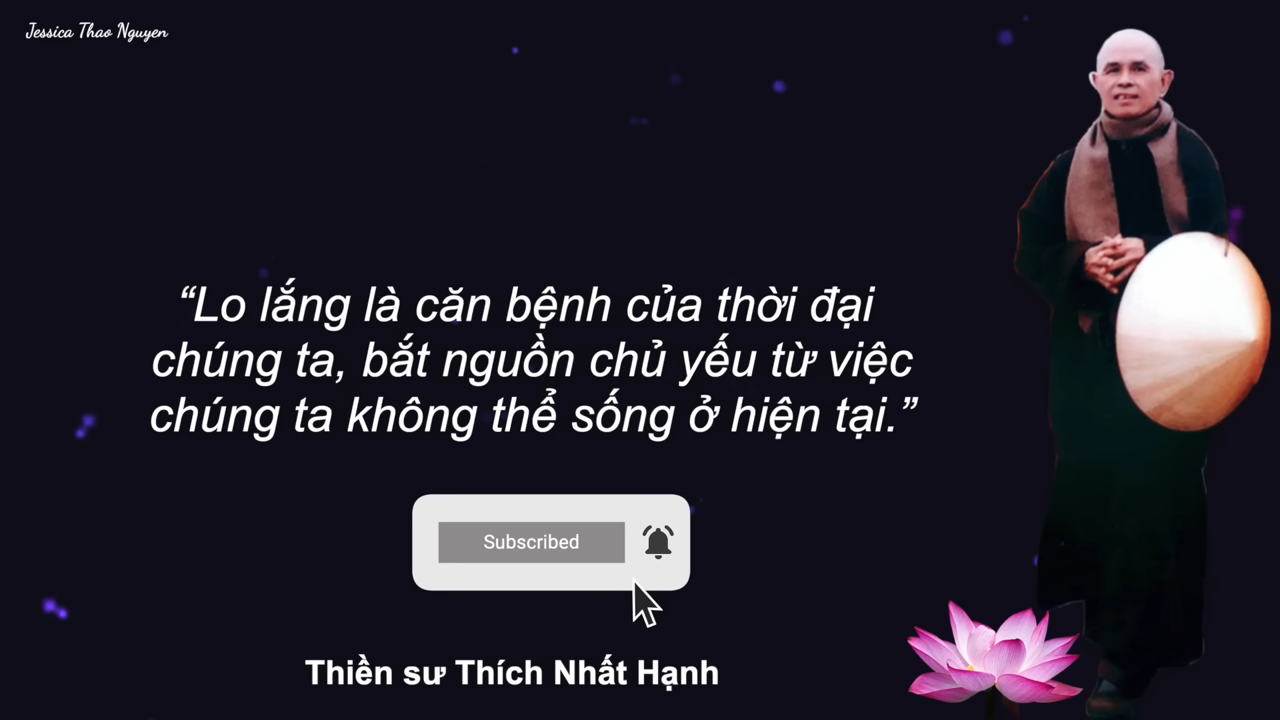 Jessica Thao Nguyen
“Lo lắng là căn bệnh của thời đại
chúng ta, bắt nguồn chủ yếu từ việc
chúng ta không thể sống ở hiện tại.”
Subscribed
Thiền sư Thích Nhất Hạnh